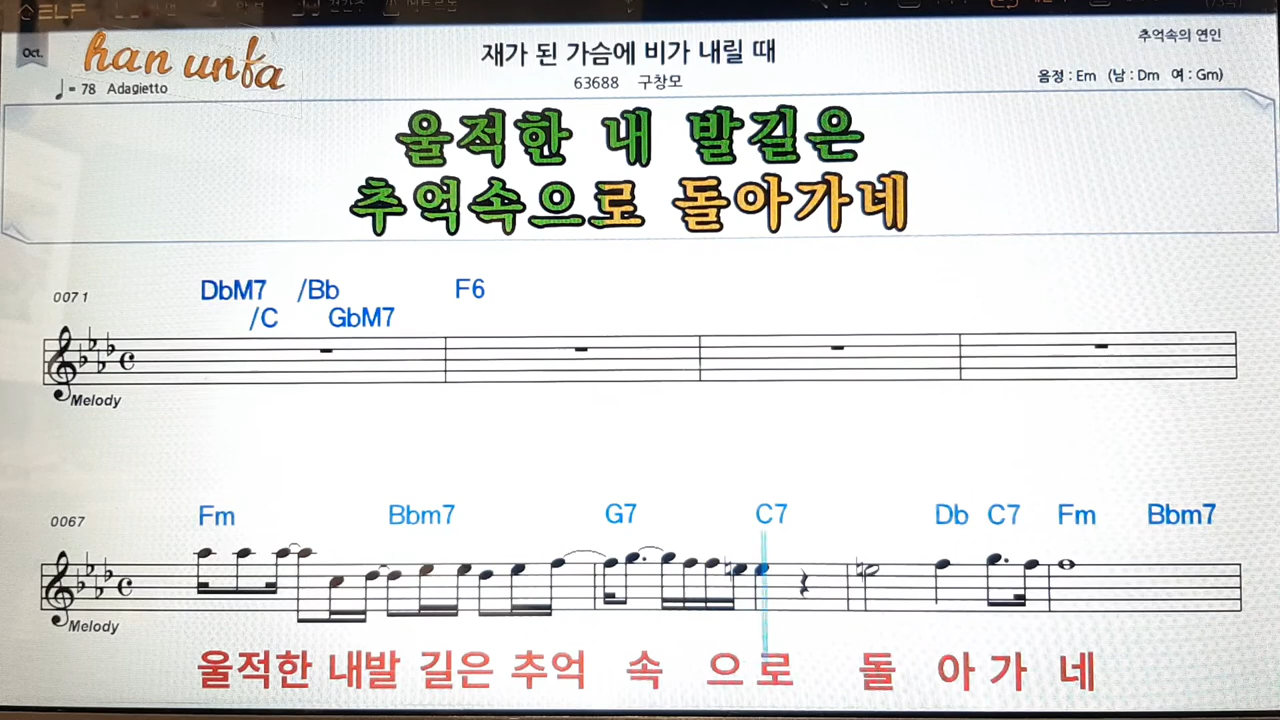 Oct.
han unfa
재가 된 가슴에 비가 내릴 때
추억속의 연인
63688 구창모
음정 : Em (남 : Dm 여 : Gm)
= 78 Adagietto
울적한 내 발길은
추억속으로 돌아가네
0071
DbM7 /Bb F6
/C GbM7
Melody
0067
Fm Bbm7 G7 C7 Db C7 Fm Bbm7
Melody
울적한 내발 길은 추억 속 으로 돌 아 가 네